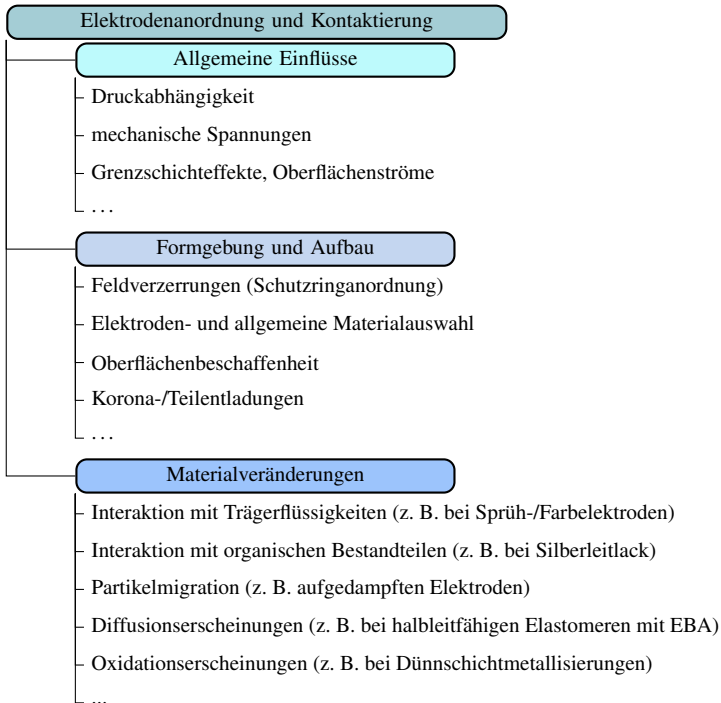 Elektrodenanordnung und Kontaktierung
Allgemeine Einflüsse
Druckabhängigkeit
mechanische Spannungen
Grenzschichteffekte, Oberflächenströme
...
Formgebung und Aufbau
Feldverzerrungen (Schutzringanordnung)
Elektroden- und allgemeine Materialauswahl
Oberflächenbeschaffenheit
Korona-/Teilentladungen
...
Materialveränderungen
Interaktion mit Trägerflüssigkeiten (z. B. bei Sprüh-/Farbelektroden)
Interaktion mit organischen Bestandteilen (z. B. bei Silberleitlack)
Partikelmigration (z. B. aufgedampften Elektroden)
Diffusionserscheinungen (z. B. bei halbleitfähigen Elastomeren mit EBA)
Oxidationserscheinungen (z. B. bei Dünnschichtmetallisierungen)
...